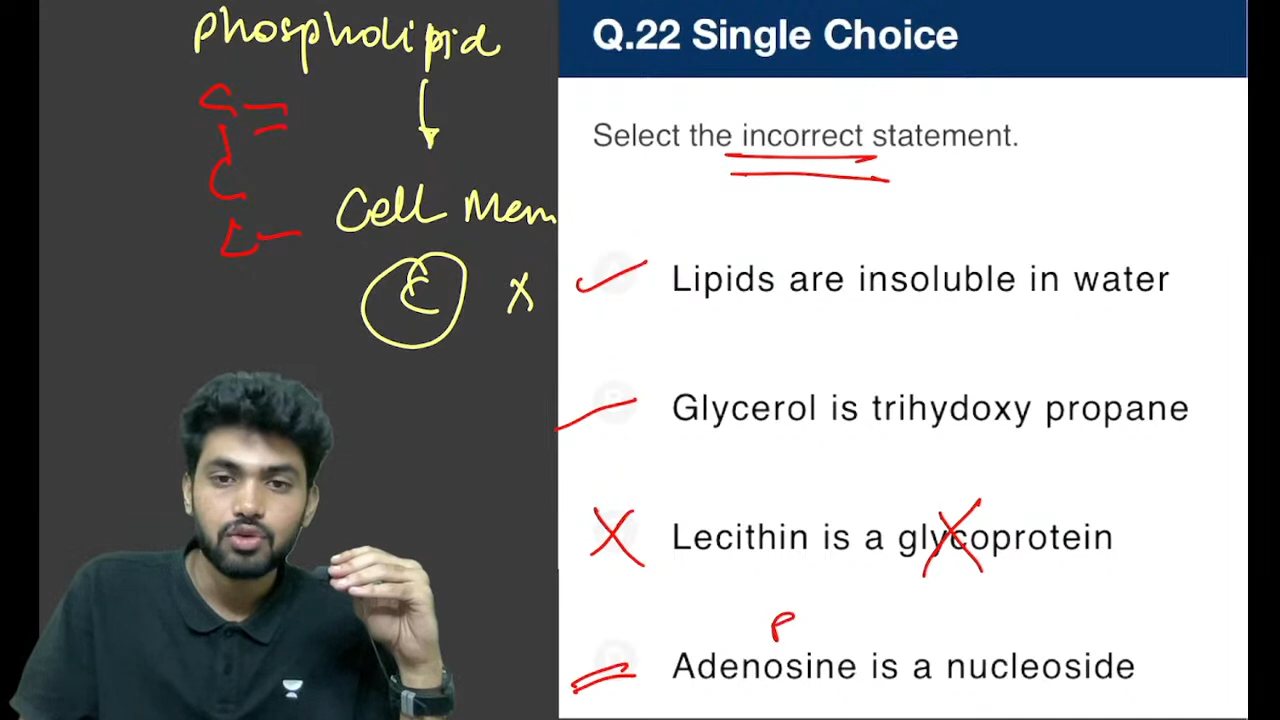 phospholipid
Cell Mem
C
X
C
C
C
Q.22 Single Choice
Select the incorrect statement.
Lipids are insoluble in water
Glycerol is trihydoxy propane
Lecithin is a glycoprotein
P
Adenosine is a nucleoside